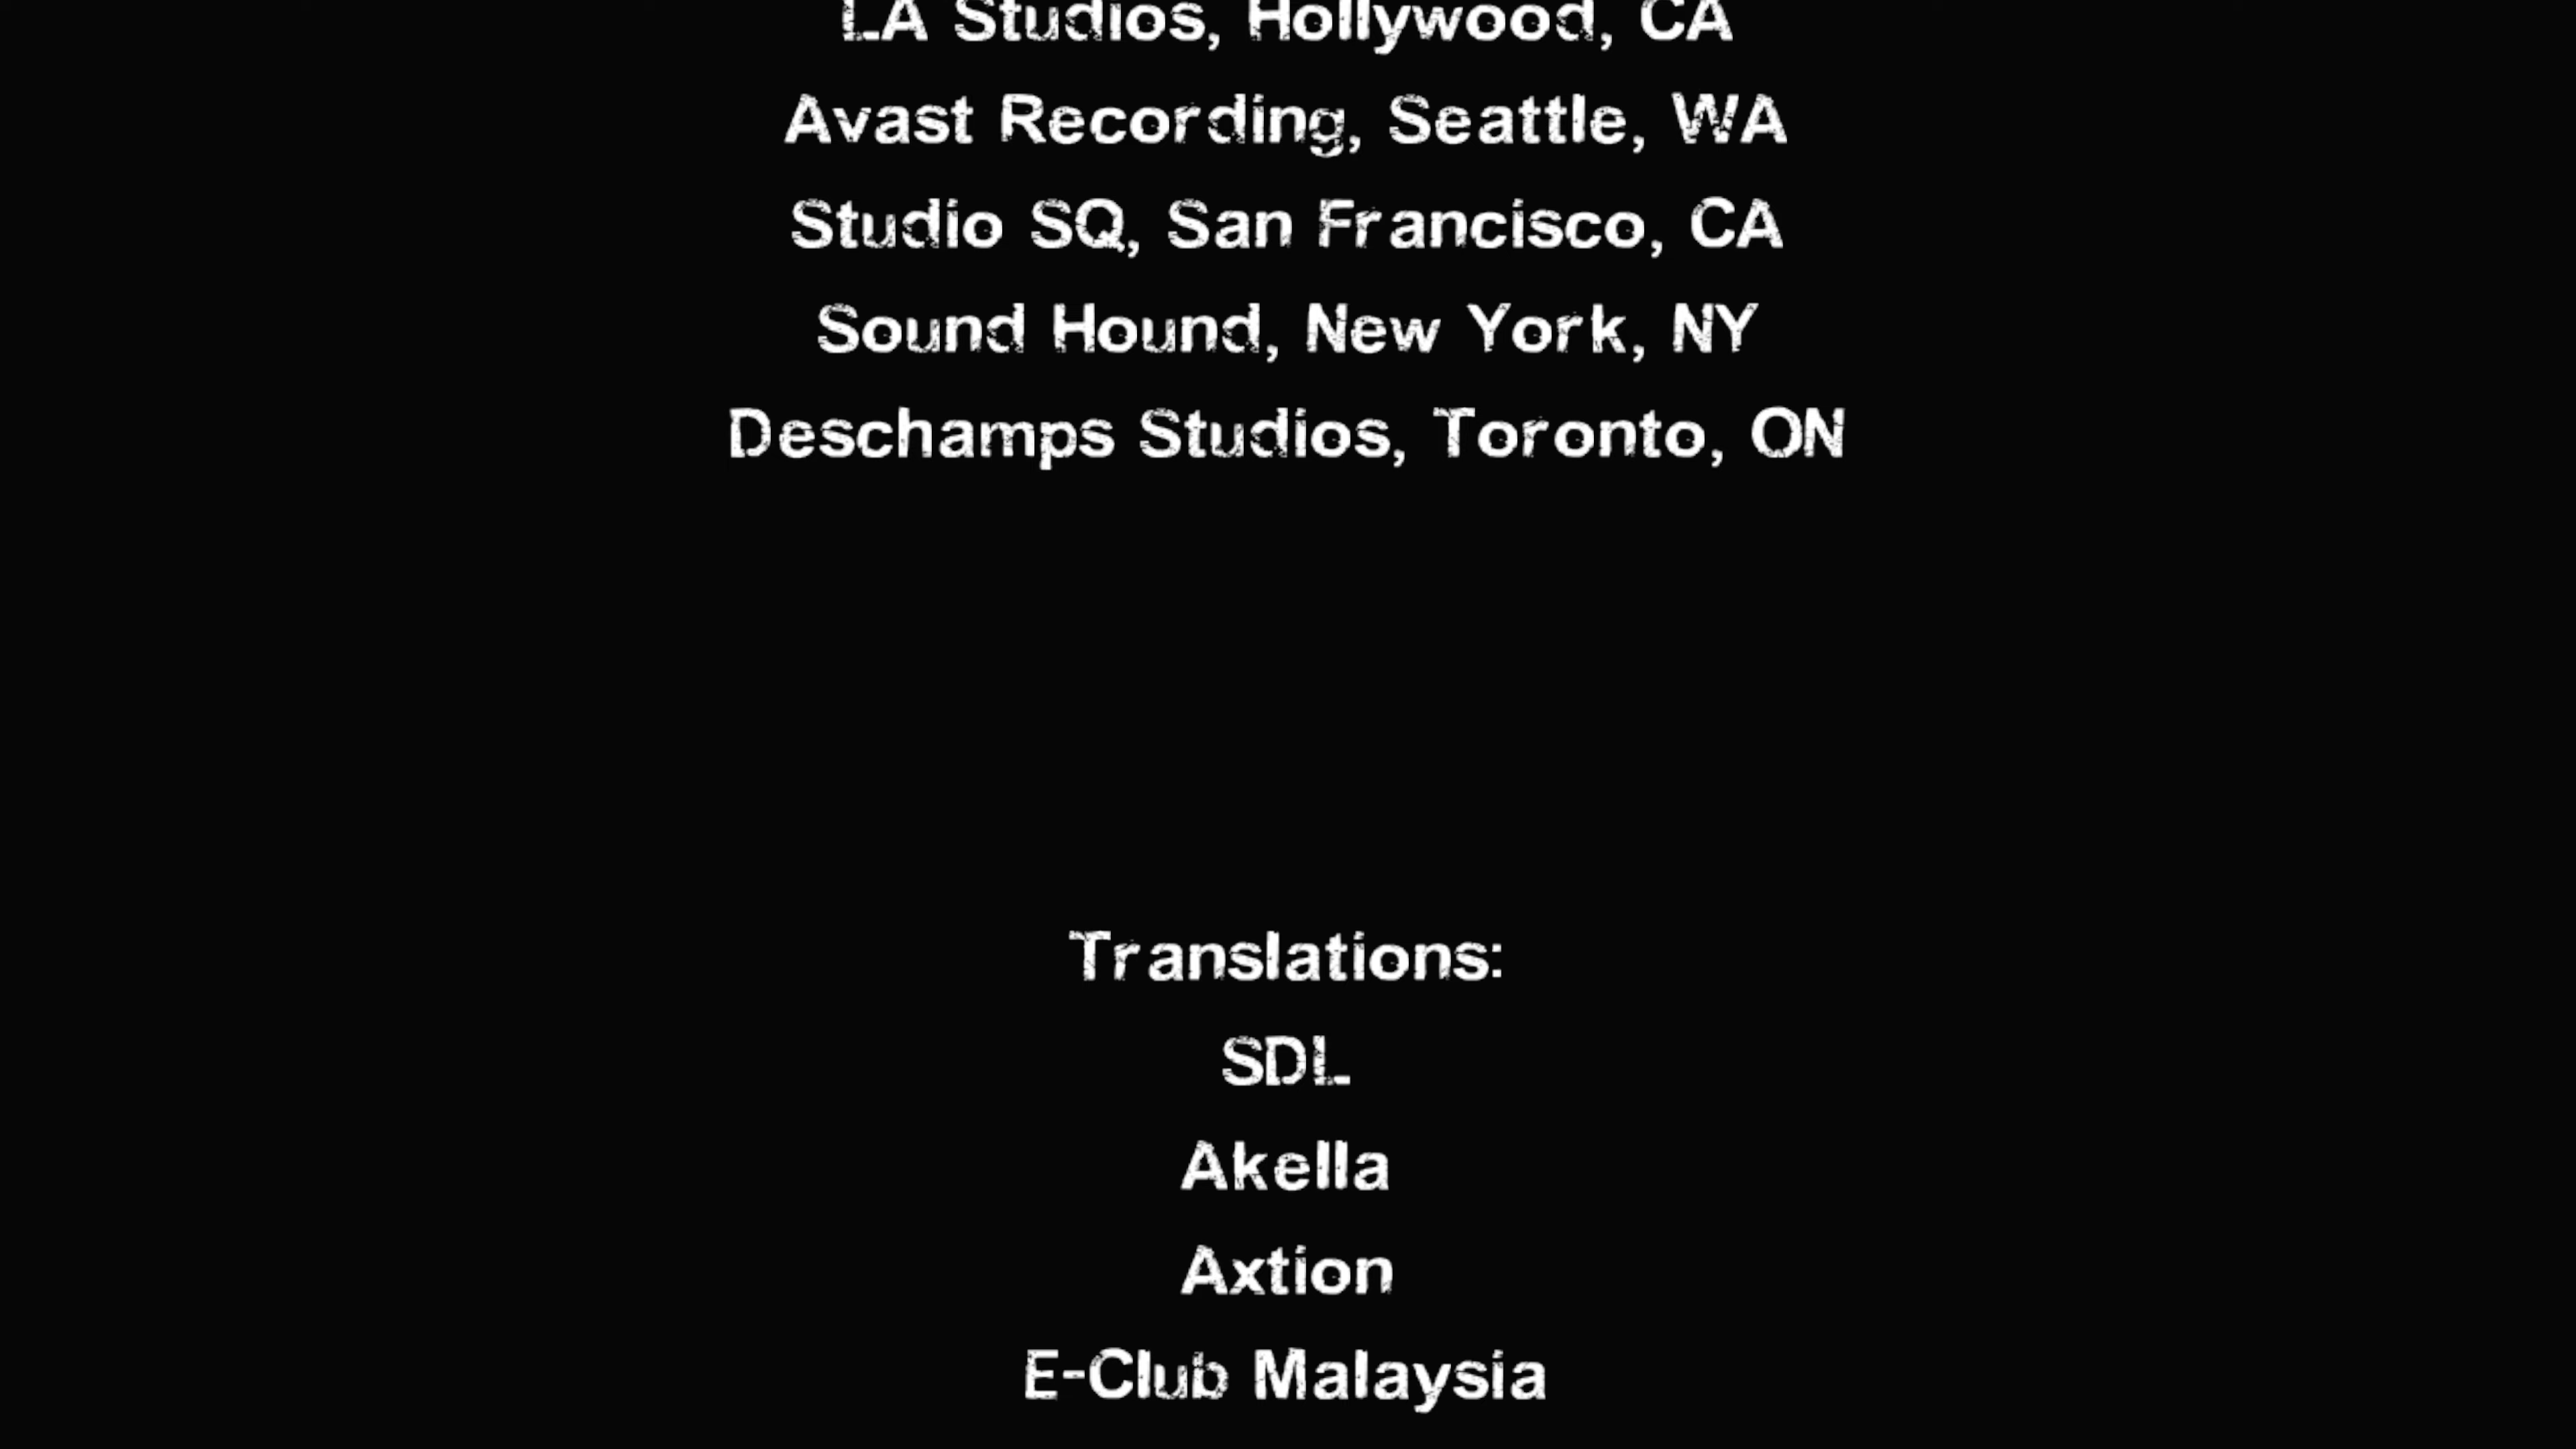 LA Studios, Hollywood, CA
Avast Recording, Seattle, WA
Studio SQ, San Francisco, CA
Sound Hound, New York, NY
Deschamps Studios, Toronto, ON
Translations:
SDL
Akella
Axtion
E-Club Malaysia